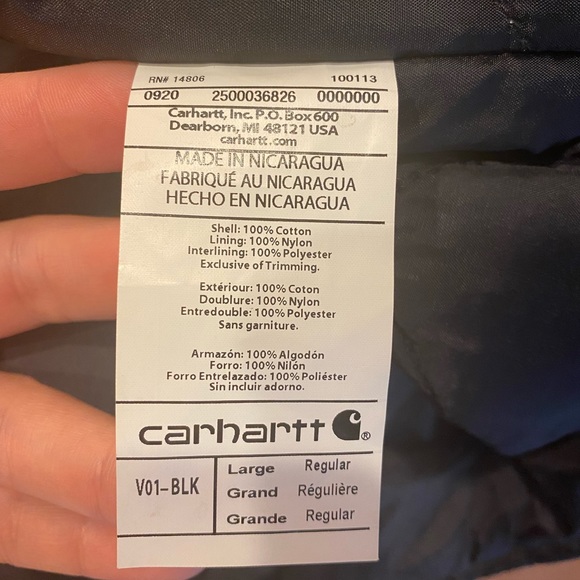 RN# 14806 100113
0920 2500036826 0000000
Carhartt, Inc. P.O. Box 600
Dearborn, MI 48121 USA
carhartt.com
MADE IN NICARAGUA
FABRIQUÉ AU NICARAGUA
HECHO EN NICARAGUA
Shell: 100% Cotton
Lining: 100% Nylon
Interlining: 100% Polyester
Exclusive of Trimming.
Extériour: 100% Coton
Doublure: 100% Nylon
Entredouble: 100% Polyester
Sans garniture.
Armazón: 100% Algodón
Forro: 100% Nilón
Forro Entrelazado: 100% Poliéster
Sin incluir adorno.
carhartt ®
V01-BLK
Large Regular
Grand Régulière
Grande Regular